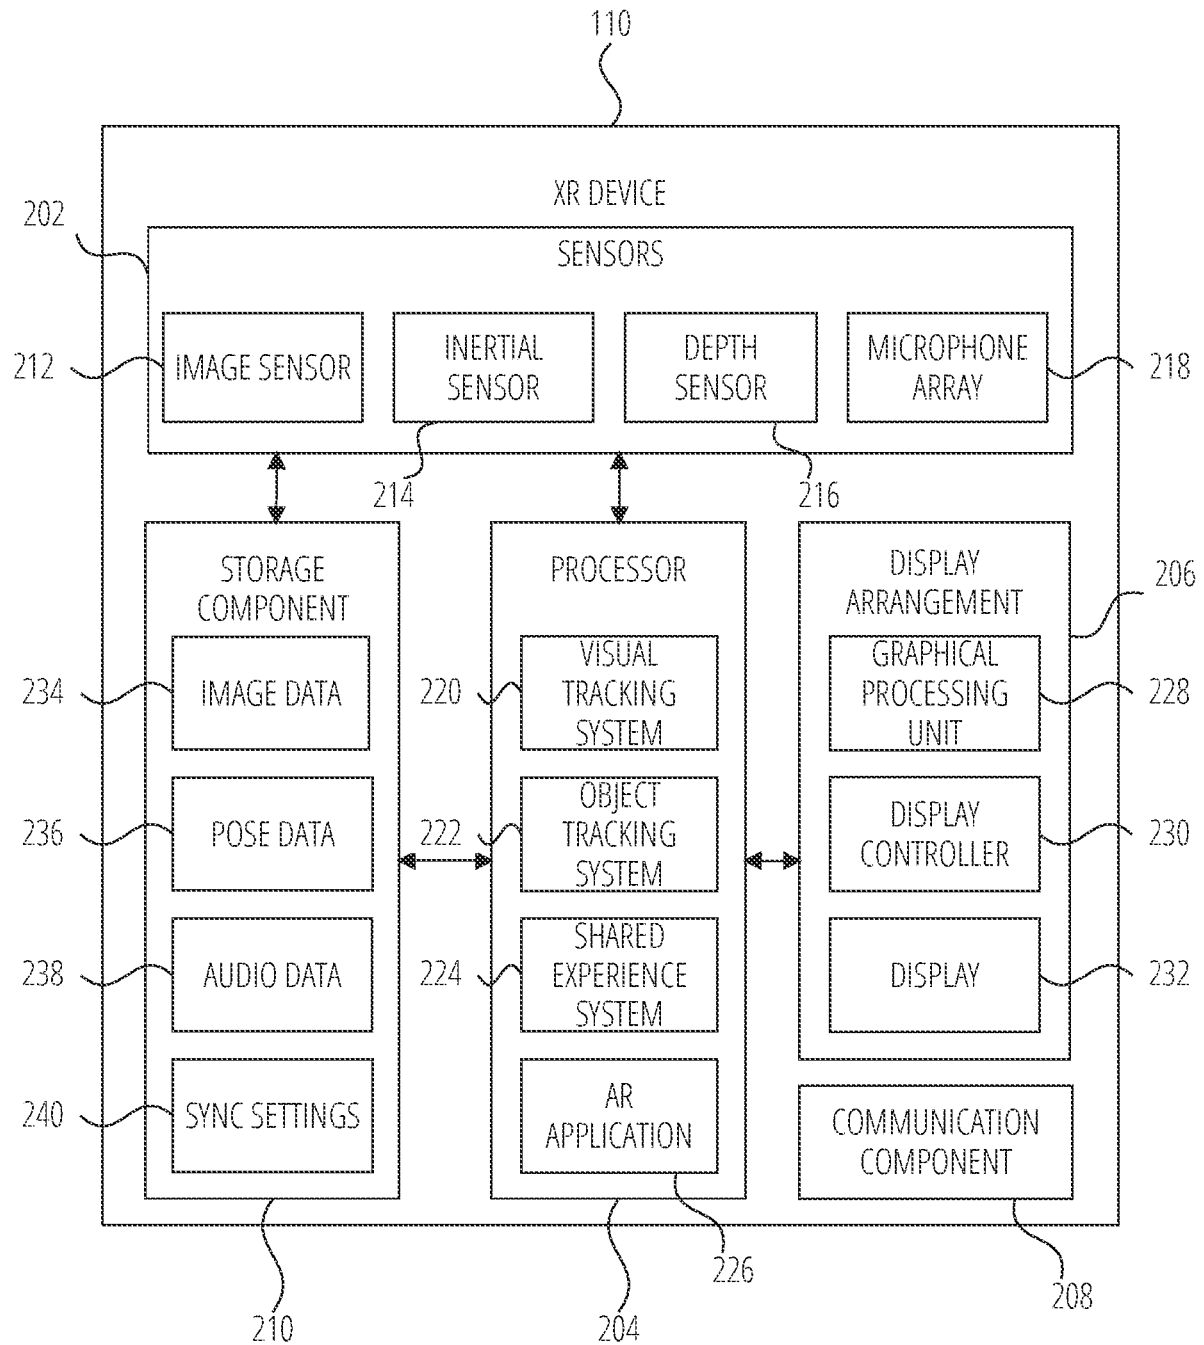 110
XR DEVICE
202
SENSORS
212
IMAGE SENSOR
INERTIAL
SENSOR
DEPTH
SENSOR
MICROPHONE
ARRAY
218
214
216
STORAGE
COMPONENT
PROCESSOR
DISPLAY
ARRANGEMENT
206
234
IMAGE DATA
220
VISUAL
TRACKING
SYSTEM
GRAPHICAL
PROCESSING
UNIT
228
236
POSE DATA
222
OBJECT
TRACKING
SYSTEM
DISPLAY
CONTROLLER
230
238
AUDIO DATA
224
SHARED
EXPERIENCE
SYSTEM
DISPLAY
232
240
SYNC SETTINGS
AR
APPLICATION
COMMUNICATION
COMPONENT
226
208
210
204